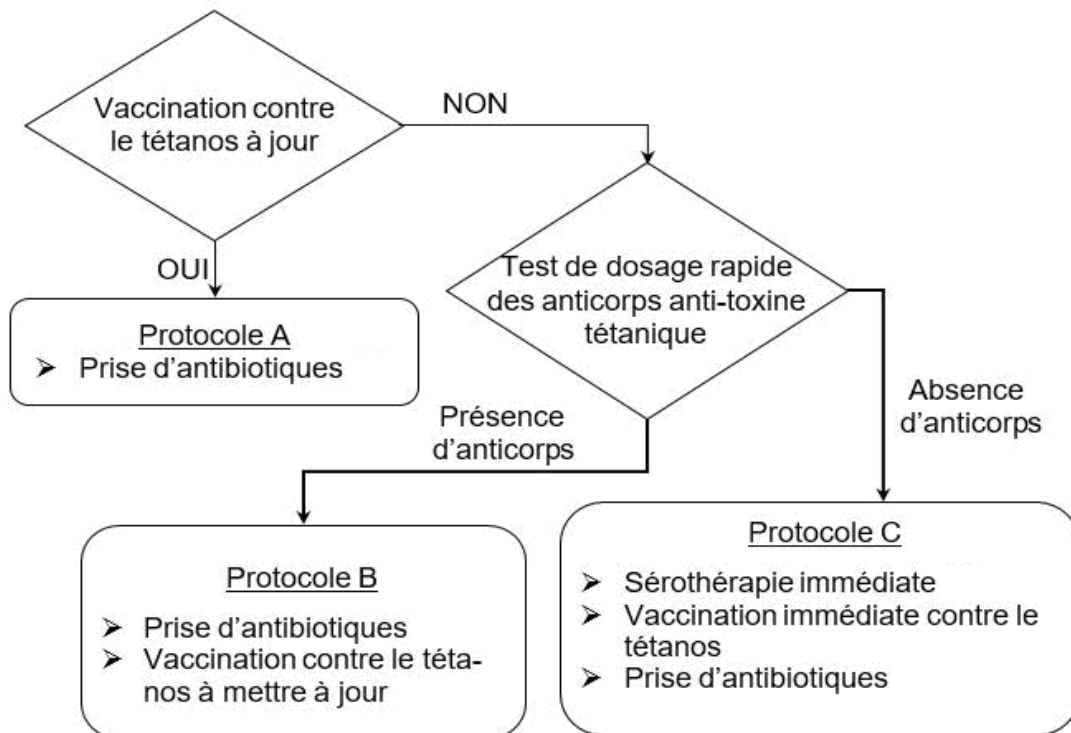 Vaccination contre
le tétanos à jour
NON
OUI
Protocole A
➢ Prise d’antibiotiques
Test de dosage rapide
des anticorps anti-toxine
tétanique
Présence
d’anticorps
Absence
d’anticorps
Protocole B
➢ Prise d’antibiotiques
➢ Vaccination contre le téta-
nos à mettre à jour
Protocole C
➢ Sérothérapie immédiate
➢ Vaccination immédiate contre le
tétanos
➢ Prise d’antibiotiques